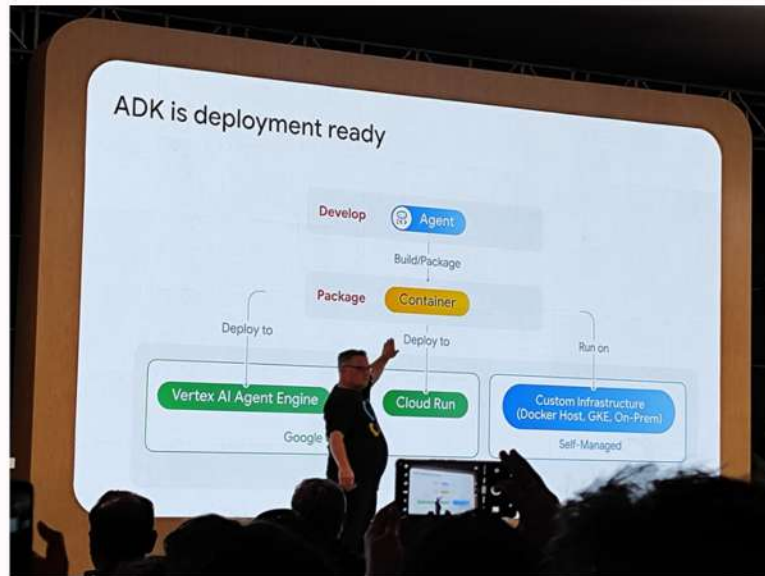 ADK is deployment ready
Develop
Agent
Build/Package
Package
Container
Deploy to
Deploy to
Run on
Vertex AI Agent Engine
Cloud Run
Custom Infrastructure
(Docker Host, GKE, On-Prem)
Google
Self-Managed